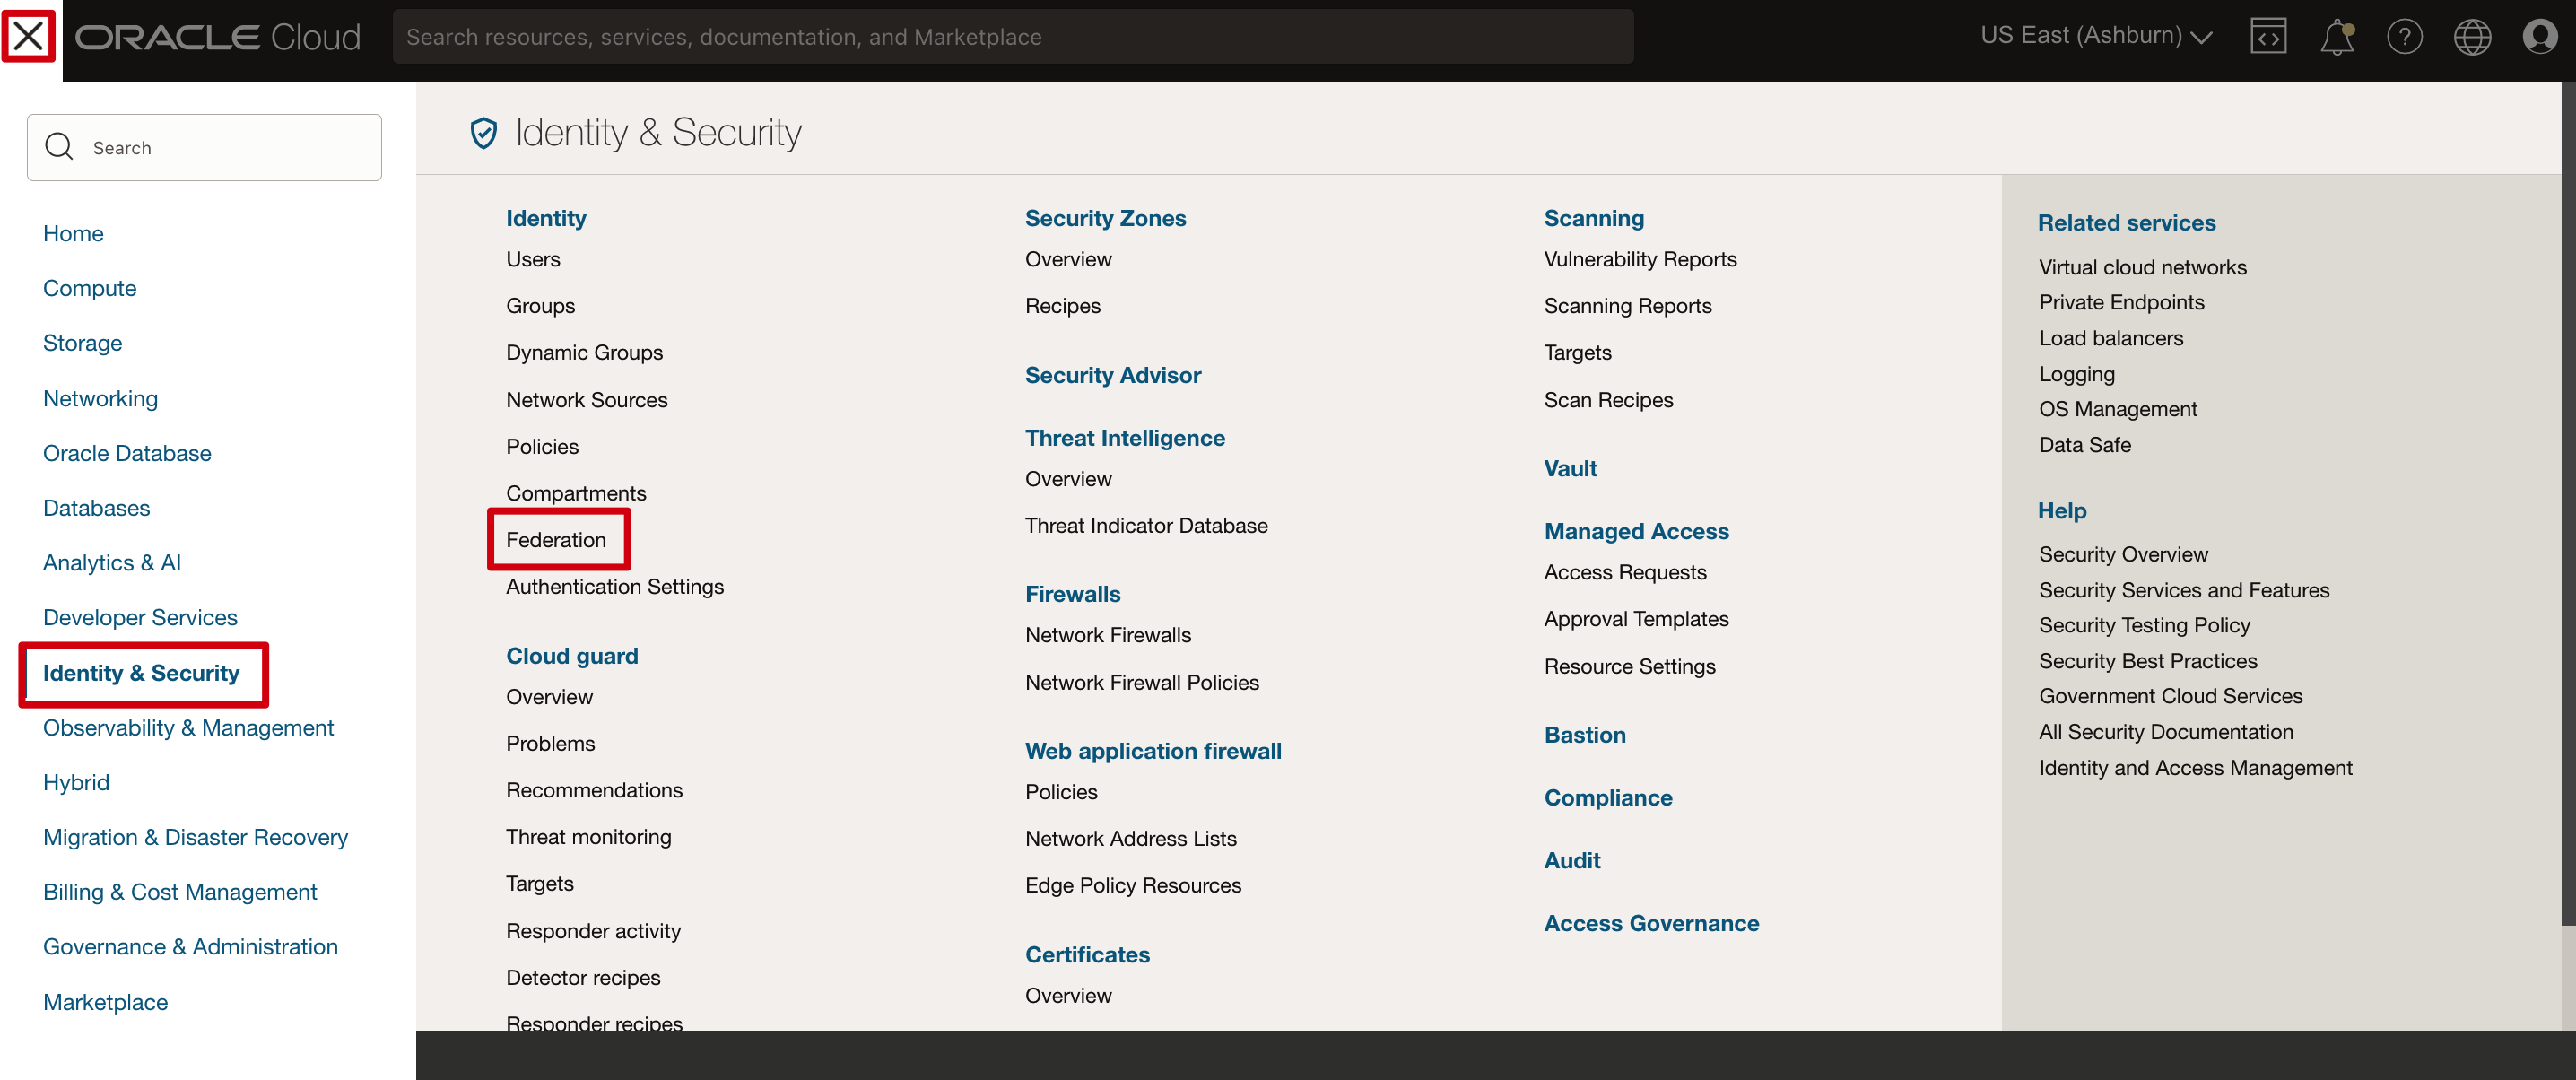 ORACLE Cloud
Search resources, services, documentation, and Marketplace
US East (Ashburn)
Search
Home
Compute
Storage
Networking
Oracle Database
Databases
Analytics & AI
Developer Services
Identity & Security
Observability & Management
Hybrid
Migration & Disaster Recovery
Billing & Cost Management
Governance & Administration
Marketplace
Identity & Security
Identity
Users
Groups
Dynamic Groups
Network Sources
Policies
Compartments
Federation
Authentication Settings
Cloud guard
Overview
Problems
Recommendations
Threat monitoring
Targets
Responder activity
Detector recipes
Responder recipes
Security Zones
Overview
Recipes
Security Advisor
Threat Intelligence
Overview
Threat Indicator Database
Firewalls
Network Firewalls
Network Firewall Policies
Web application firewall
Policies
Network Address Lists
Edge Policy Resources
Certificates
Overview
Scanning
Vulnerability Reports
Scanning Reports
Targets
Scan Recipes
Vault
Managed Access
Access Requests
Approval Templates
Resource Settings
Bastion
Compliance
Audit
Access Governance
Related services
Virtual cloud networks
Private Endpoints
Load balancers
Logging
OS Management
Data Safe
Help
Security Overview
Security Services and Features
Security Testing Policy
Security Best Practices
Government Cloud Services
All Security Documentation
Identity and Access Management